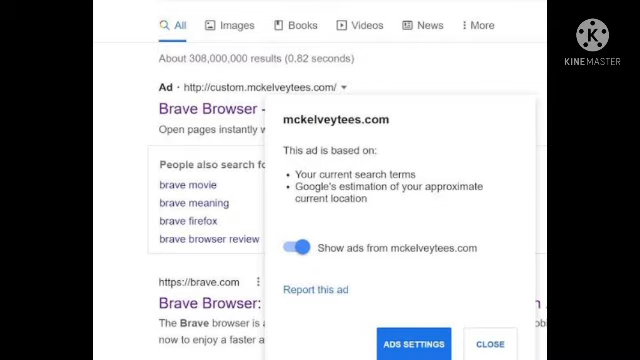 All Images Books Videos News More
About 308,000,000 results (0.82 seconds)
Ad · http://custom.mckelveytees.com/
Brave Browser -
Open pages instantly
People also search fo
brave movie
brave meaning
brave firefox
brave browser review
https://brave.com
Brave Browser:
The Brave browser is a
now to enjoy a faster a
mckelveytees.com
This ad is based on:
• Your current search terms
• Google's estimation of your approximate
current location
Show ads from mckelveytees.com
Report this ad
ADS SETTINGS CLOSE
KINEMASTER